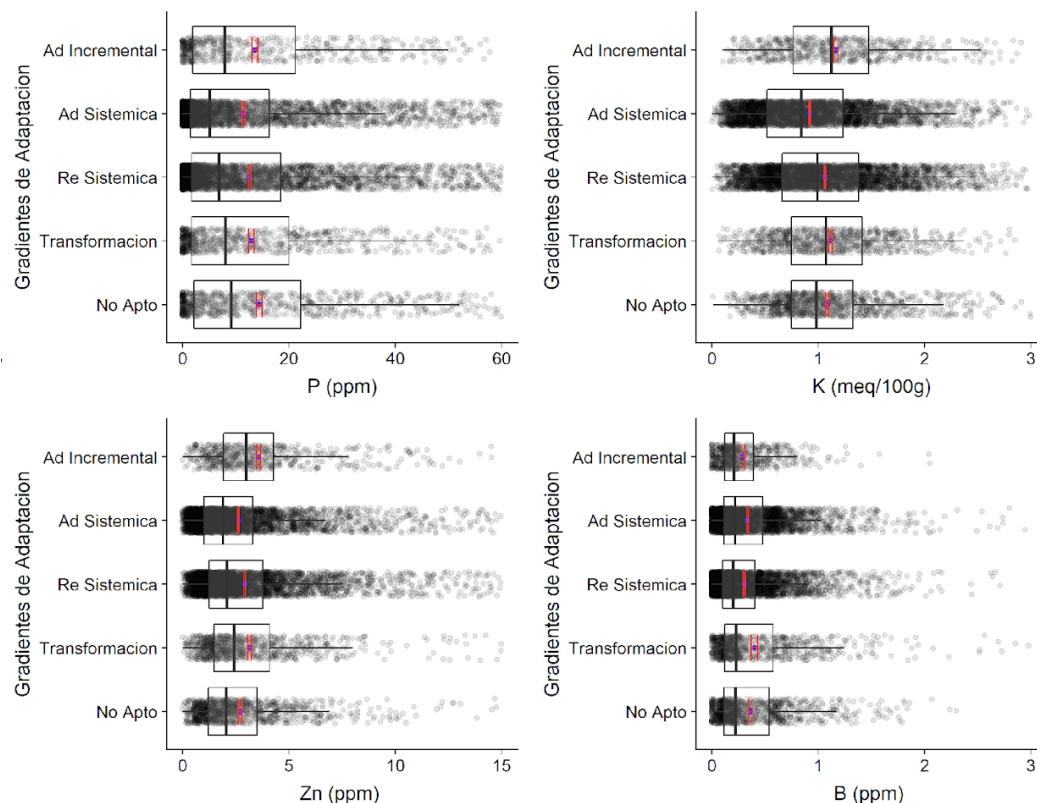 Gradientes de Adaptacion
Ad Incremental
Ad Sistemica
Re Sistemica
Transformacion
No Apto
0 20 40 60
P (ppm)
Gradientes de Adaptacion
Ad Incremental
Ad Sistemica
Re Sistemica
Transformacion
No Apto
0 1 2 3
K (meq/100g)
Gradientes de Adaptacion
Ad Incremental
Ad Sistemica
Re Sistemica
Transformacion
No Apto
0 5 10 15
Zn (ppm)
Gradientes de Adaptacion
Ad Incremental
Ad Sistemica
Re Sistemica
Transformacion
No Apto
0 1 2 3
B (ppm)